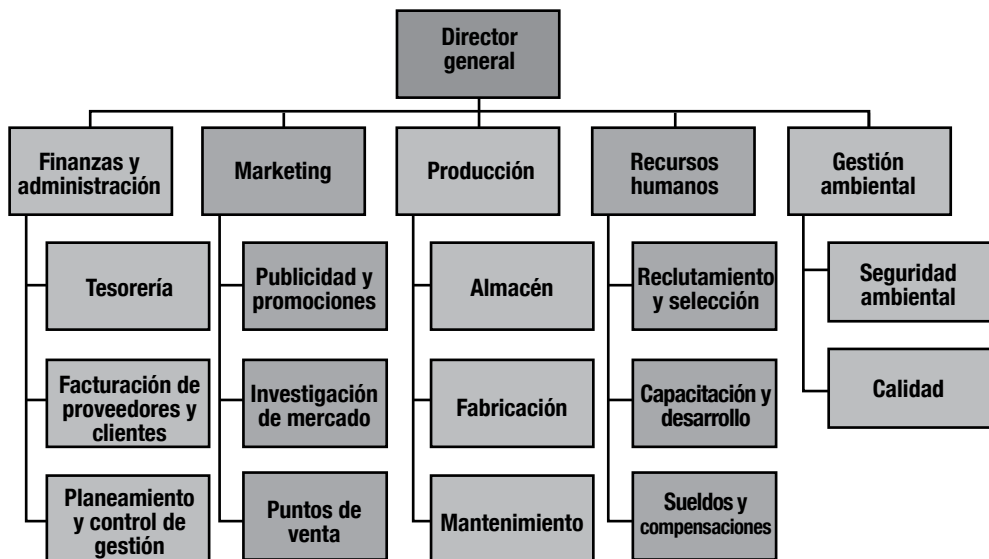 Director
general
Finanzas y
administración
Marketing
Producción
Recursos
humanos
Gestión
ambiental
Tesorería
Publicidad y
promociones
Almacén
Reclutamiento
y selección
Seguridad
ambiental
Facturación de
proveedores y
clientes
Investigación
de mercado
Fabricación
Capacitación y
desarrollo
Calidad
Planeamiento
y control de
gestión
Puntos de
venta
Mantenimiento
Sueldos y
compensaciones